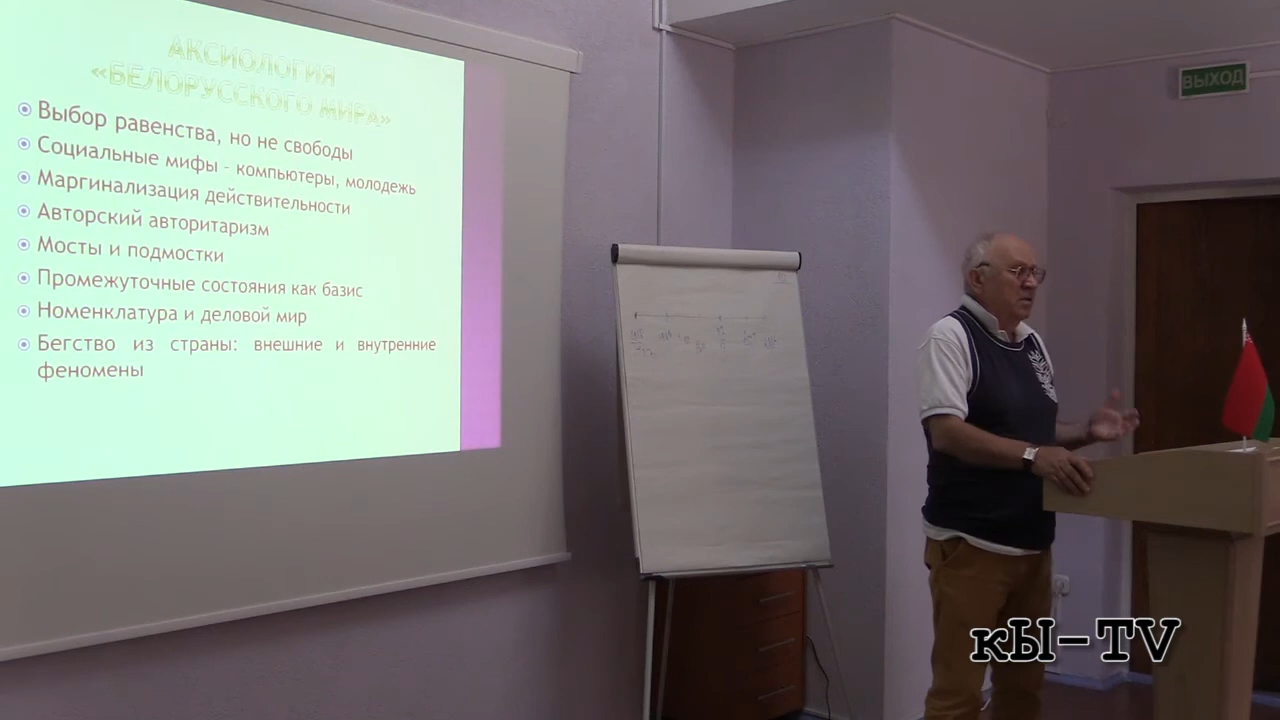 АКСИОЛОГИЯ
«БЕЛОРУССКОГО МИРА»
Выбор равенства, но не свободы
Социальные мифы – компьютеры, молодежь
Маргинализация действительности
Авторский авторитаризм
Мосты и подмостки
Промежуточные состояния как базис
Номенклатура и деловой мир
Бегство из страны: внешние и внутренние
феномены
ВЫХОД
кЫ-TV